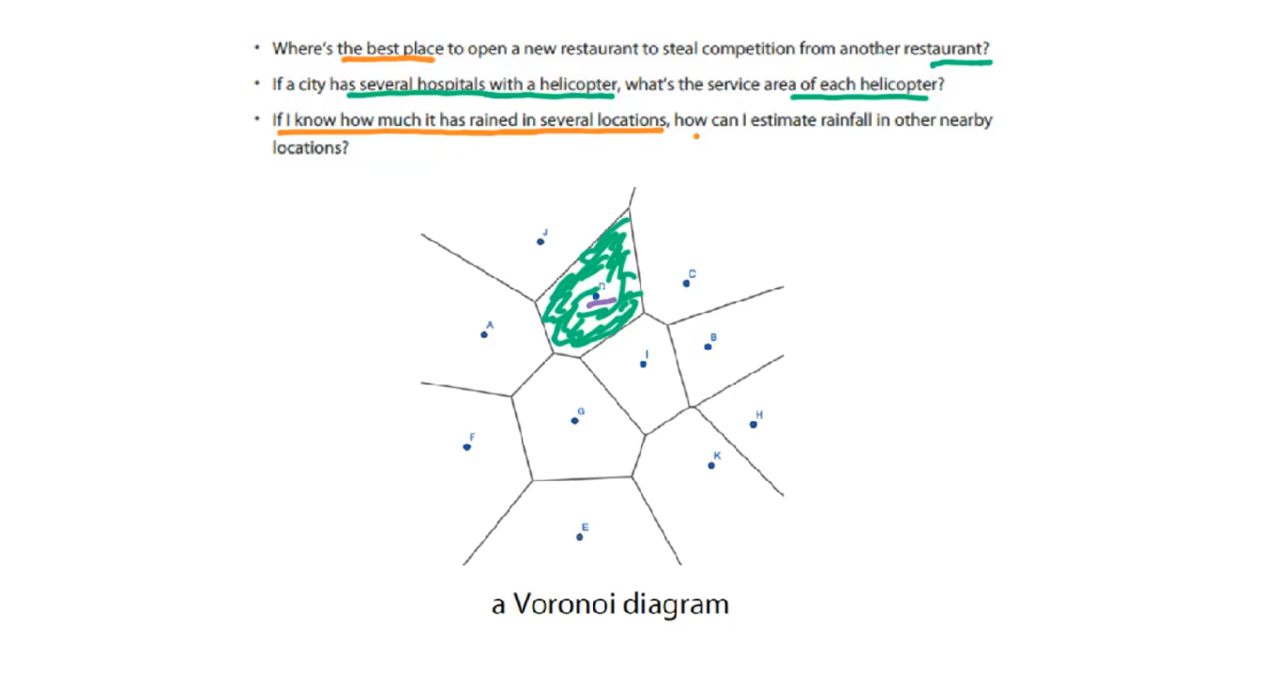 • Where's the best place to open a new restaurant to steal competition from another restaurant?
• If a city has several hospitals with a helicopter, what's the service area of each helicopter?
• If I know how much it has rained in several locations, how can I estimate rainfall in other nearby
locations?
J
D
C
A
B
I
G
H
F
K
E
a Voronoi diagram